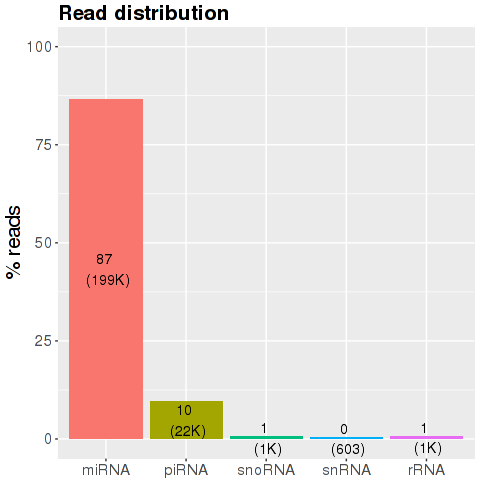 Read distribution
% reads
100
75
50
25
0
87
(199K)
10
(22K)
1
(1K)
0
(603)
1
(1K)
miRNA piRNA snoRNA snRNA rRNA